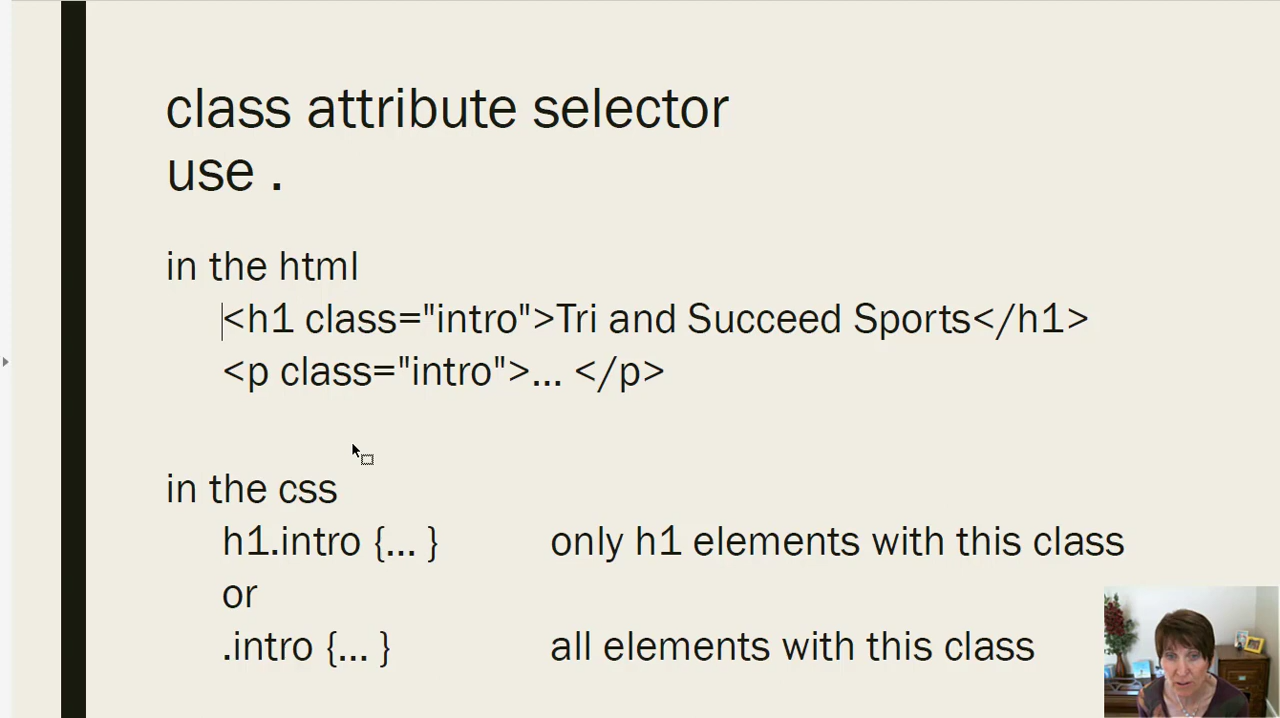 class attribute selector
use .
in the html
<h1 class="intro">Tri and Succeed Sports</h1>
<p class="intro">... </p>
in the css
h1.intro {... } only h1 elements with this class
or
.intro {... } all elements with this class